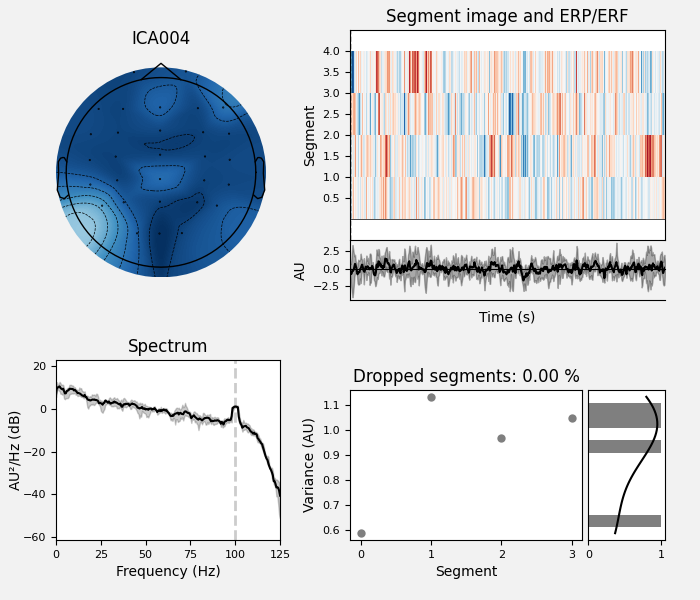 ICA004
Segment image and ERP/ERF
Segment
4.0
3.5
3.0
2.5
2.0
1.5
1.0
0.5
AU
2.5
0.0
−2.5
Time (s)
Spectrum
AU²/Hz (dB)
20
0
−20
−40
−60
0 25 50 75 100 125
Frequency (Hz)
Dropped segments: 0.00 %
Variance (AU)
1.1
1.0
0.9
0.8
0.7
0.6
0 1 2 3
Segment
0 1